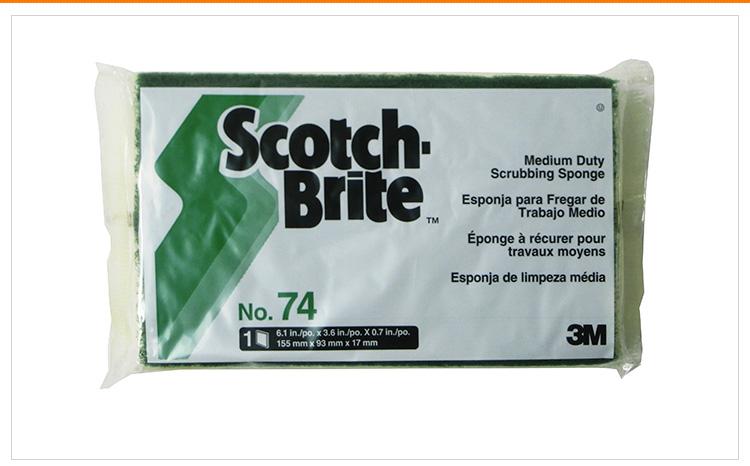 Scotch-
Brite™
Medium Duty
Scrubbing Sponge
Esponja para Fregar de
Trabajo Medio
Éponge à récurer pour
travaux moyens
Esponja de limpeza média
No. 74
1
6.1 in./po. x 3.6 in./po. X 0.7 in./po.
155 mm x 93 mm x 17 mm
3M